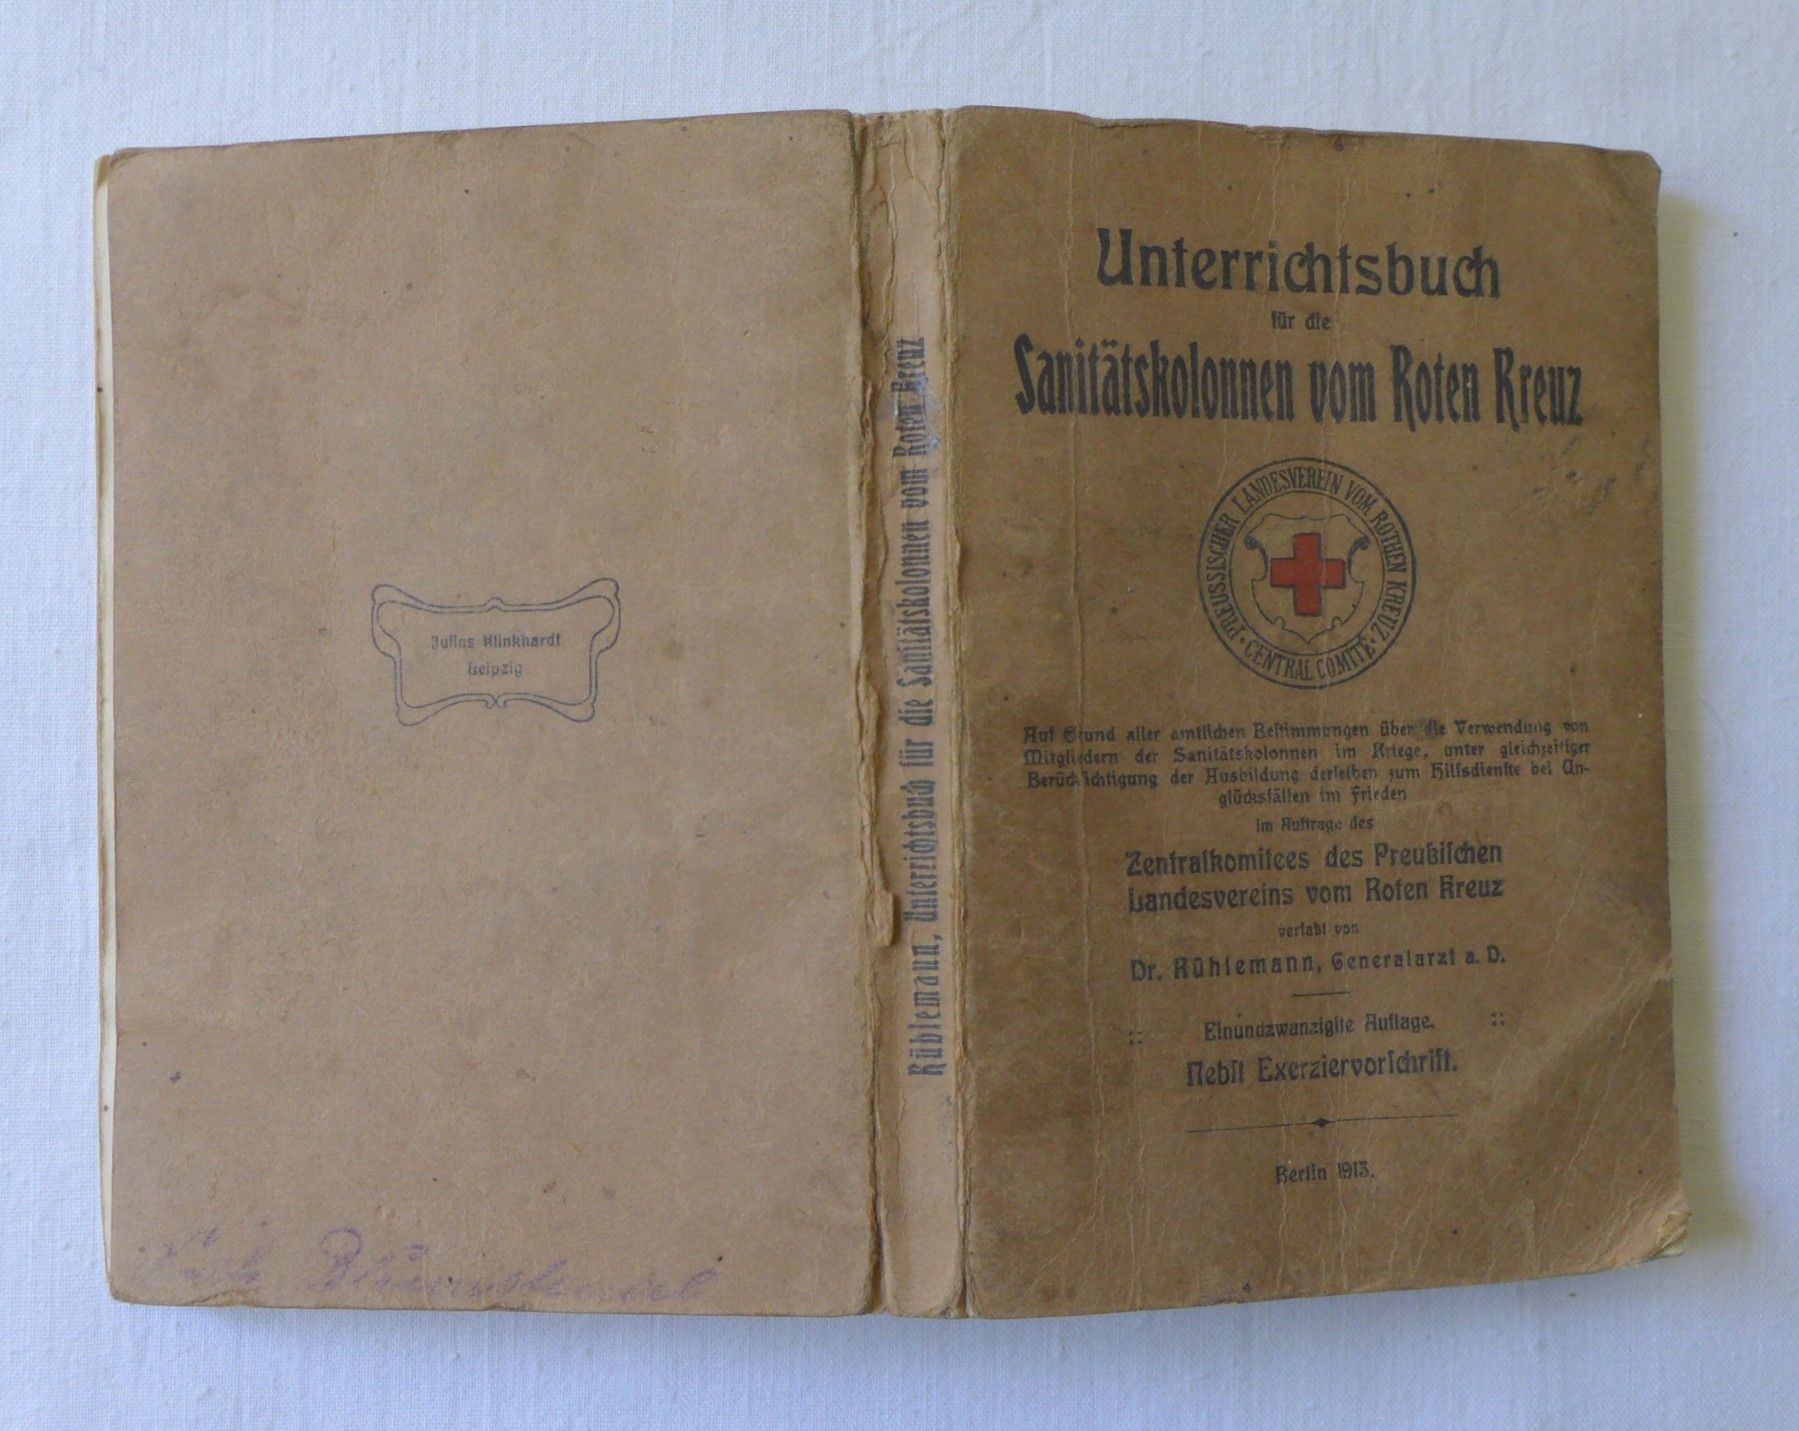 Unterrichtsbuch
für die
Sanitätskolonnen vom Roten Kreuz
PREUSSISCHER LANDESVEREIN VOM ROTHEN KREUZ
· CENTRAL COMITÉ ·
Auf Grund aller amtlichen Bestimmungen über die Verwendung von
Mitgliedern der Sanitätskolonnen im Kriege, unter gleichzeitiger
Berücksichtigung der Ausbildung derselben zum Hilfsdienste bei Un-
glücksfällen im Frieden
im Auftrage des
Zentralkomitees des Preußischen
Landesvereins vom Roten Kreuz
verfaßt von
Dr. Rühlemann, Generalarzt a. D.
Einundzwanzigste Auflage.
Nebst Exerziervorschrift.
Berlin 1913.
Rühlemann, Unterrichtsbuch für die Sanitätskolonnen vom Roten Kreuz
Julius Klinkhardt
Leipzig